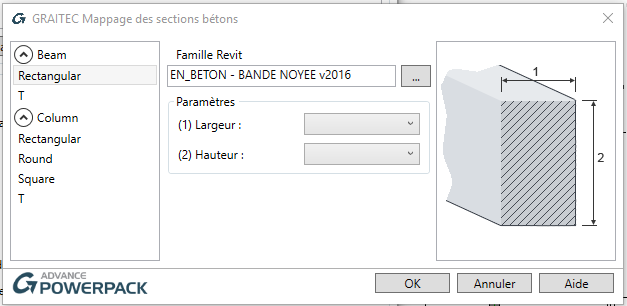 GRAITEC Mappage des sections bétons
Beam
Rectangular
T
Column
Rectangular
Round
Square
T
Famille Revit
EN_BETON - BANDE NOYEE v2016
...
Paramètres
(1) Largeur :
(2) Hauteur :
1
2
ADVANCE
POWERPACK
OK
Annuler
Aide